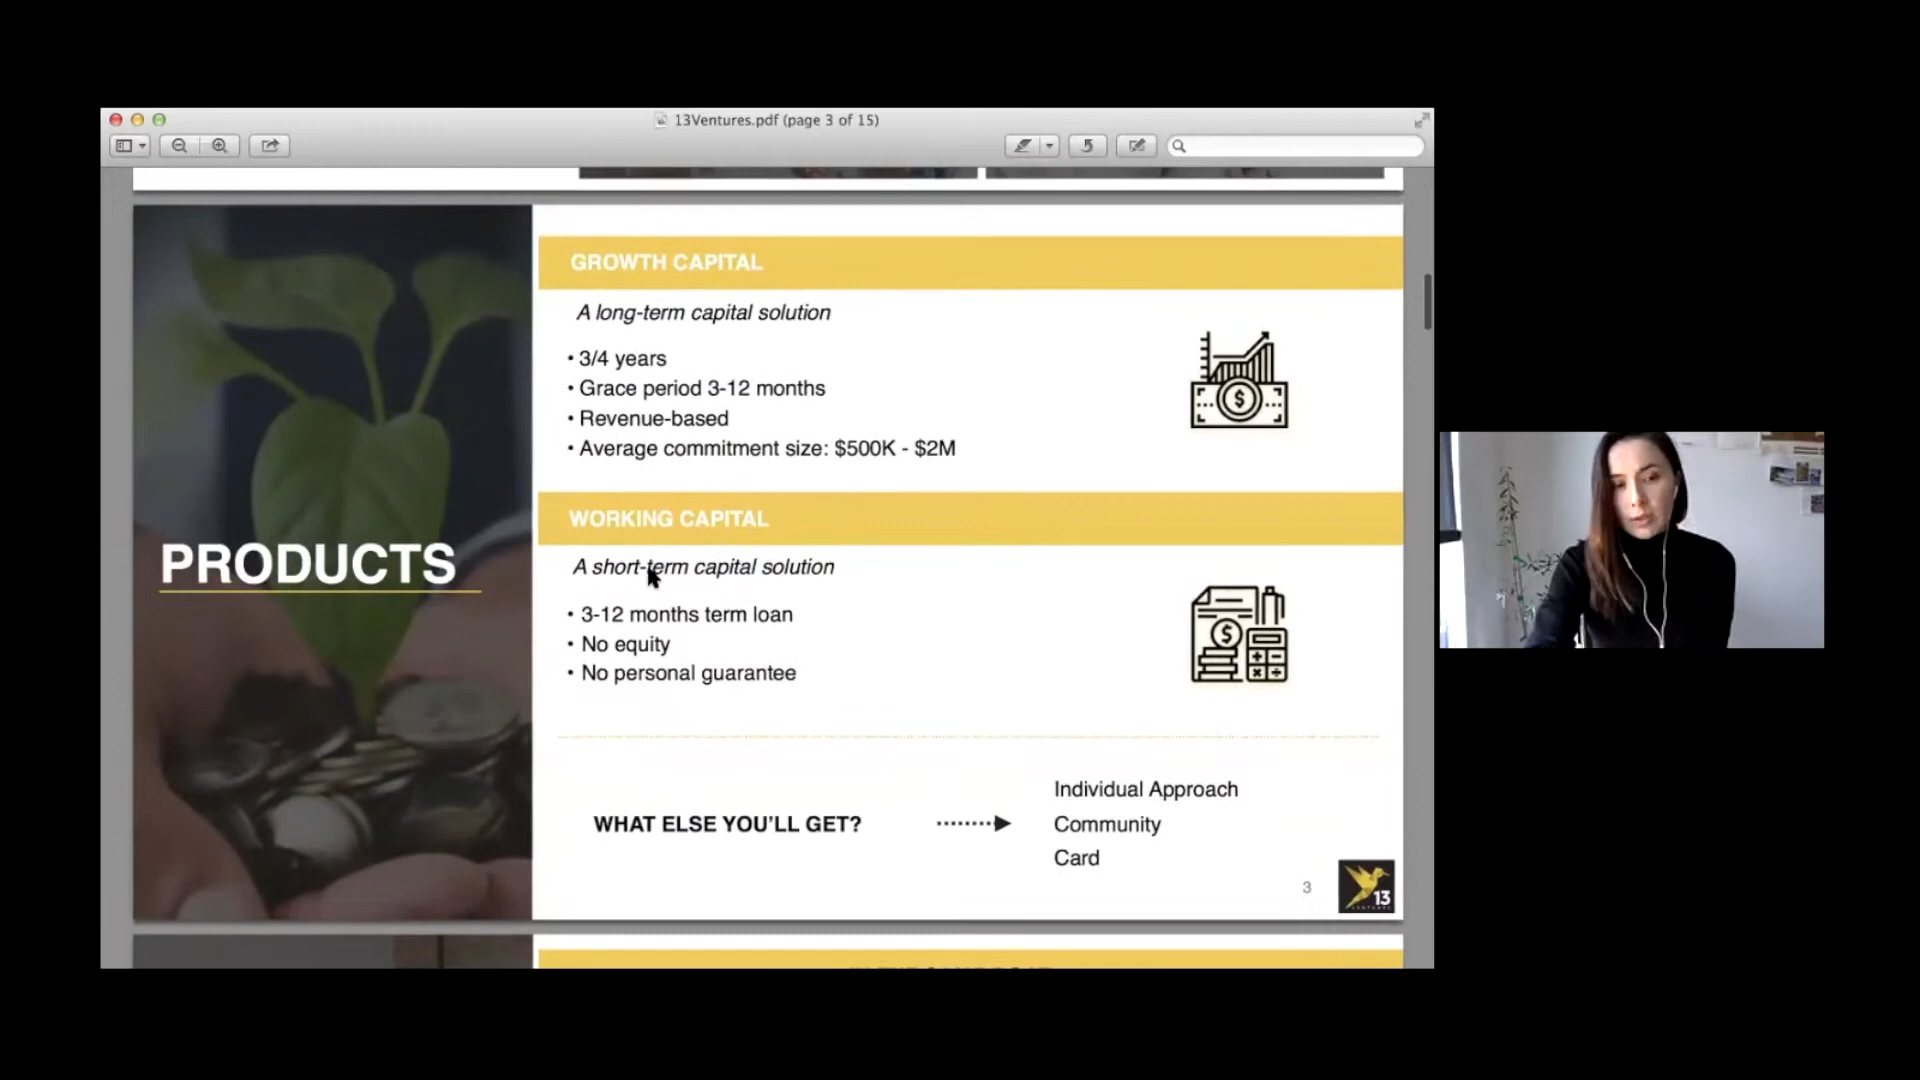 13Ventures.pdf (page 3 of 15)
GROWTH CAPITAL
A long-term capital solution
• 3/4 years
• Grace period 3-12 months
• Revenue-based
• Average commitment size: $500K - $2M
PRODUCTS
WORKING CAPITAL
A short-term capital solution
• 3-12 months term loan
• No equity
• No personal guarantee
WHAT ELSE YOU'LL GET?
Individual Approach
Community
Card
3
13